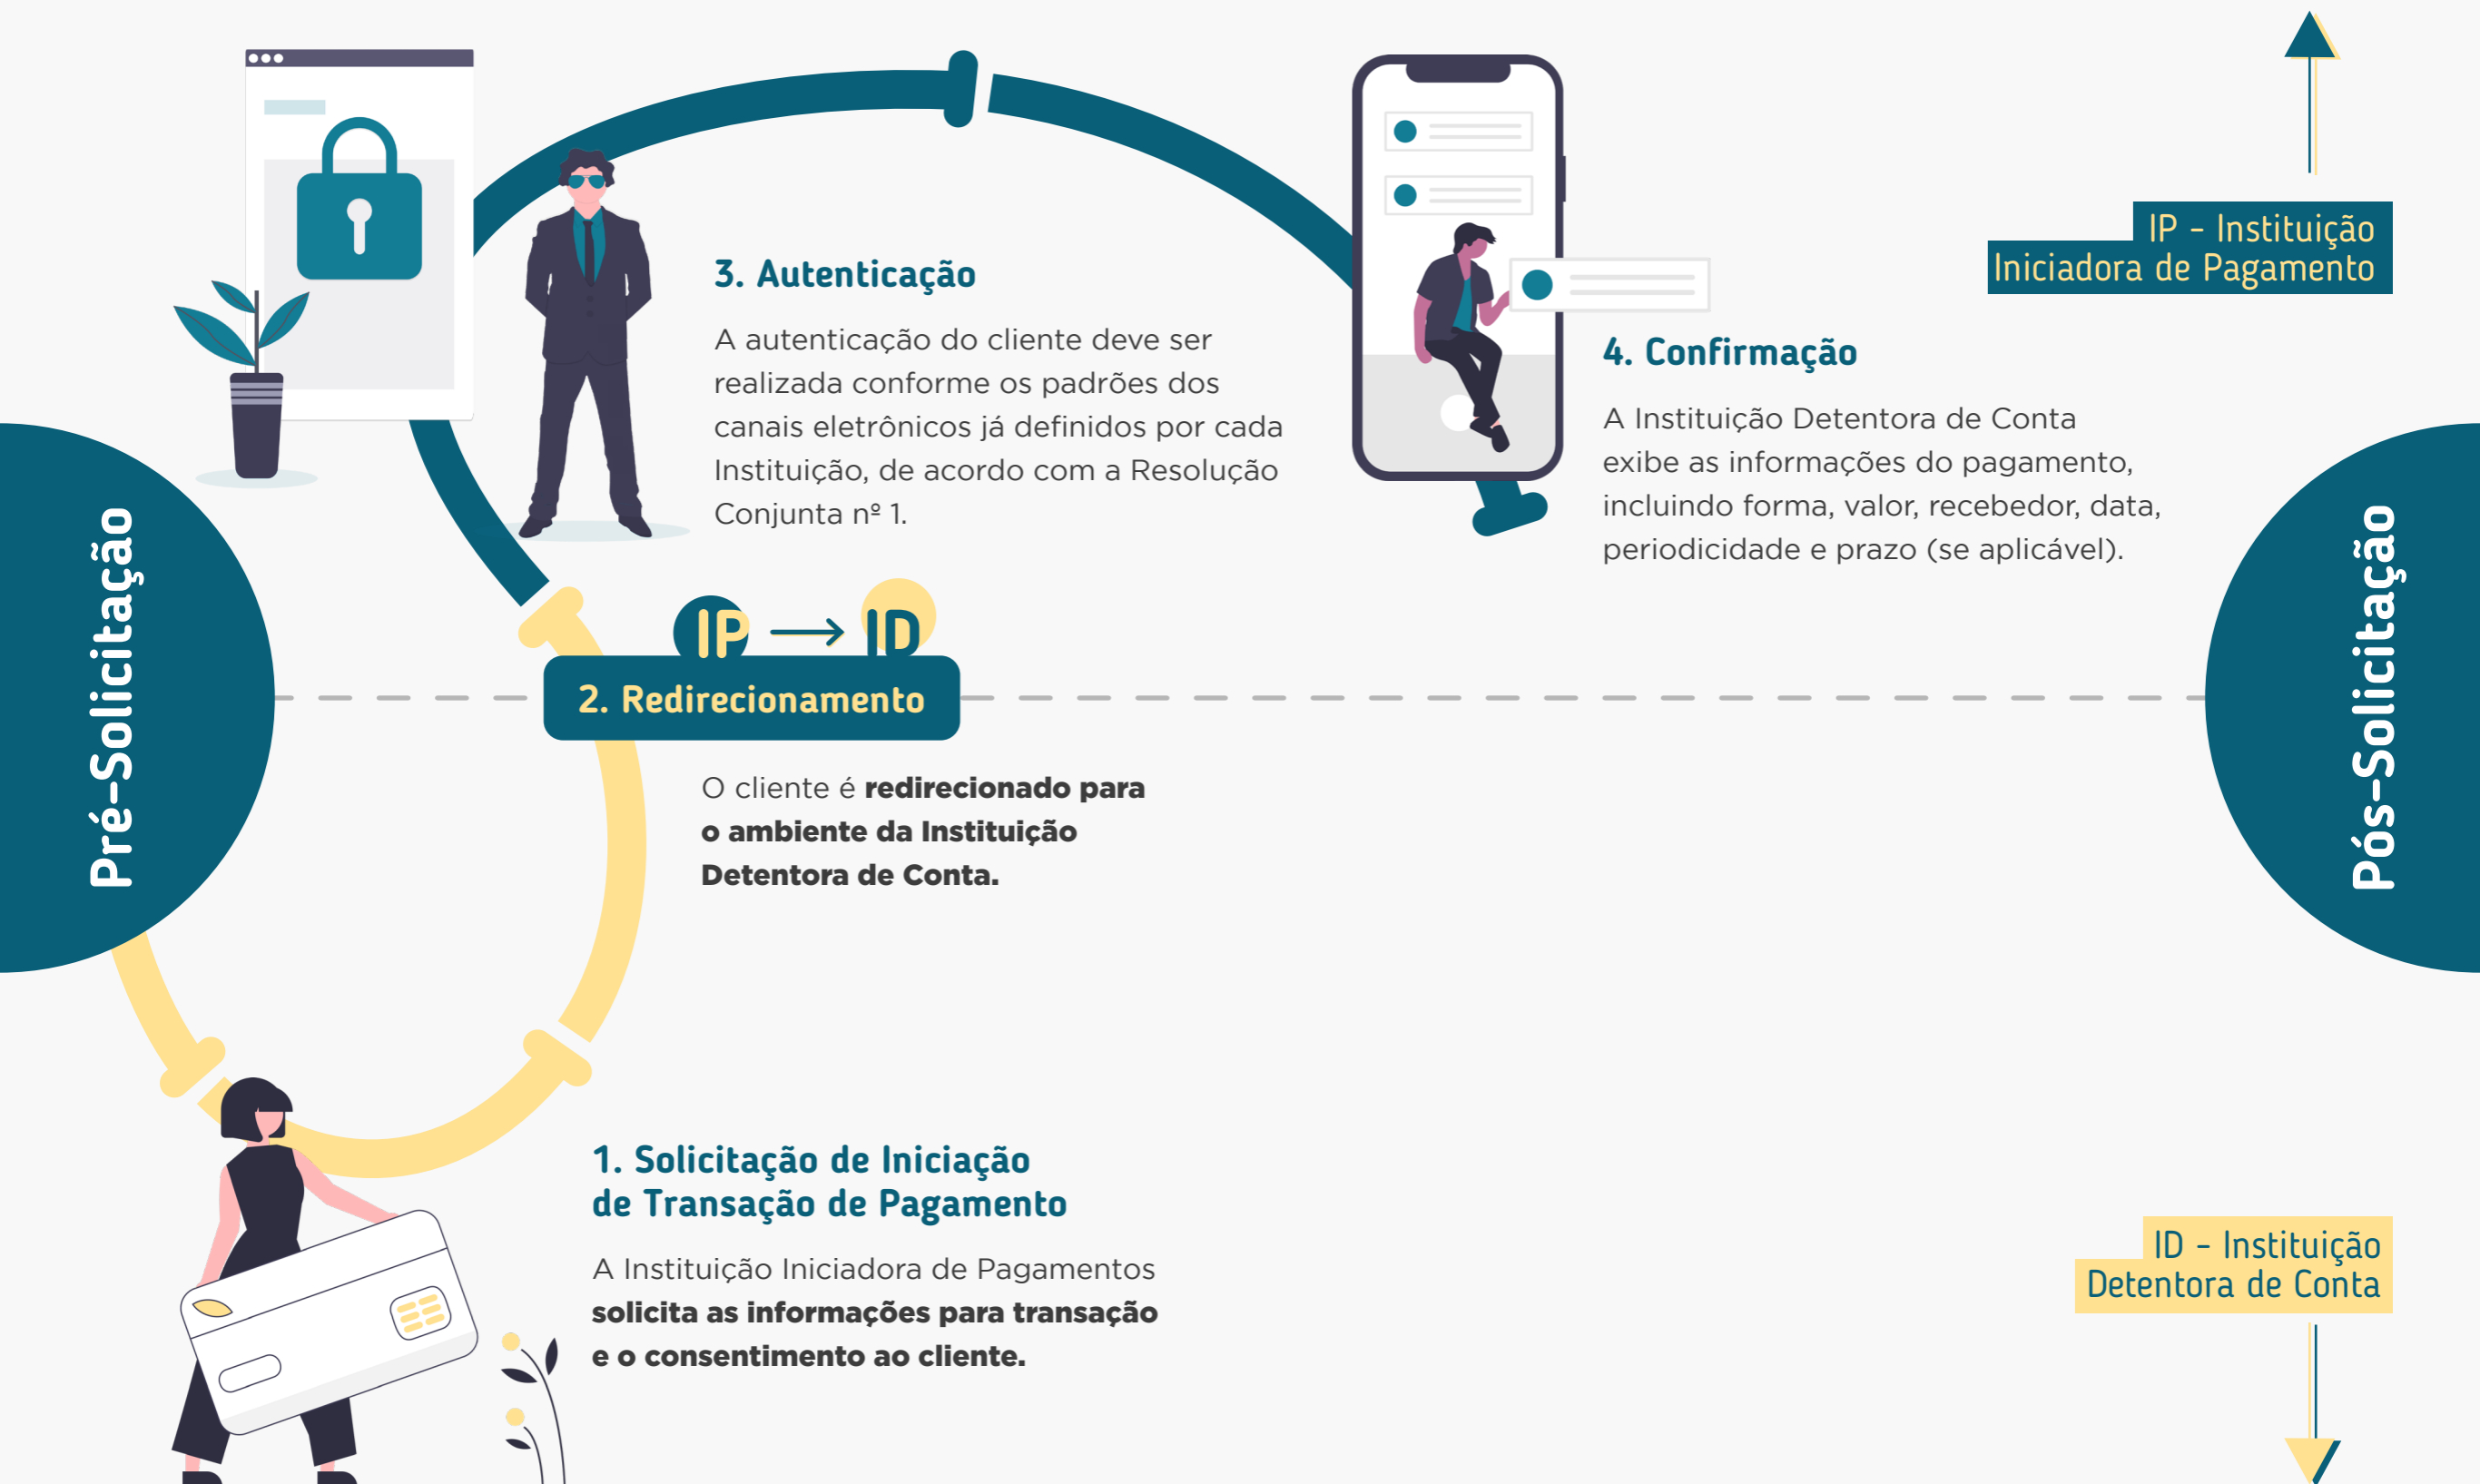 Pré-Solicitação
3. Autenticação
A autenticação do cliente deve ser
realizada conforme os padrões dos
canais eletrônicos já definidos por cada
Instituição, de acordo com a Resolução
Conjunta nº 1.
4. Confirmação
A Instituição Detentora de Conta
exibe as informações do pagamento,
incluindo forma, valor, recebedor, data,
periodicidade e prazo (se aplicável).
IP - Instituição
Iniciadora de Pagamento
IP → ID
2. Redirecionamento
O cliente é redirecionado para
o ambiente da Instituição
Detentora de Conta.
1. Solicitação de Iniciação
de Transação de Pagamento
A Instituição Iniciadora de Pagamentos
solicita as informações para transação
e o consentimento ao cliente.
Pós-Solicitação
ID - Instituição
Detentora de Conta